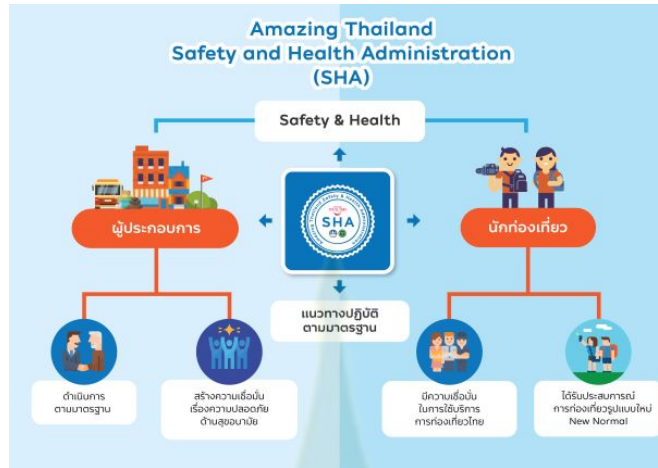 Amazing Thailand
Safety and Health Administration
(SHA)
Safety & Health
ผู้ประกอบการ
SHA
นักท่องเที่ยว
แนวทางปฏิบัติ
ตามมาตรฐาน
ดำเนินการ
ตามมาตรฐาน
สร้างความเชื่อมั่น
เรื่องความปลอดภัย
ด้านสุขอนามัย
มีความเชื่อมั่น
ในการใช้บริการ
การท่องเที่ยวไทย
ได้รับประสบการณ์
การท่องเที่ยวรูปแบบใหม่
New Normal